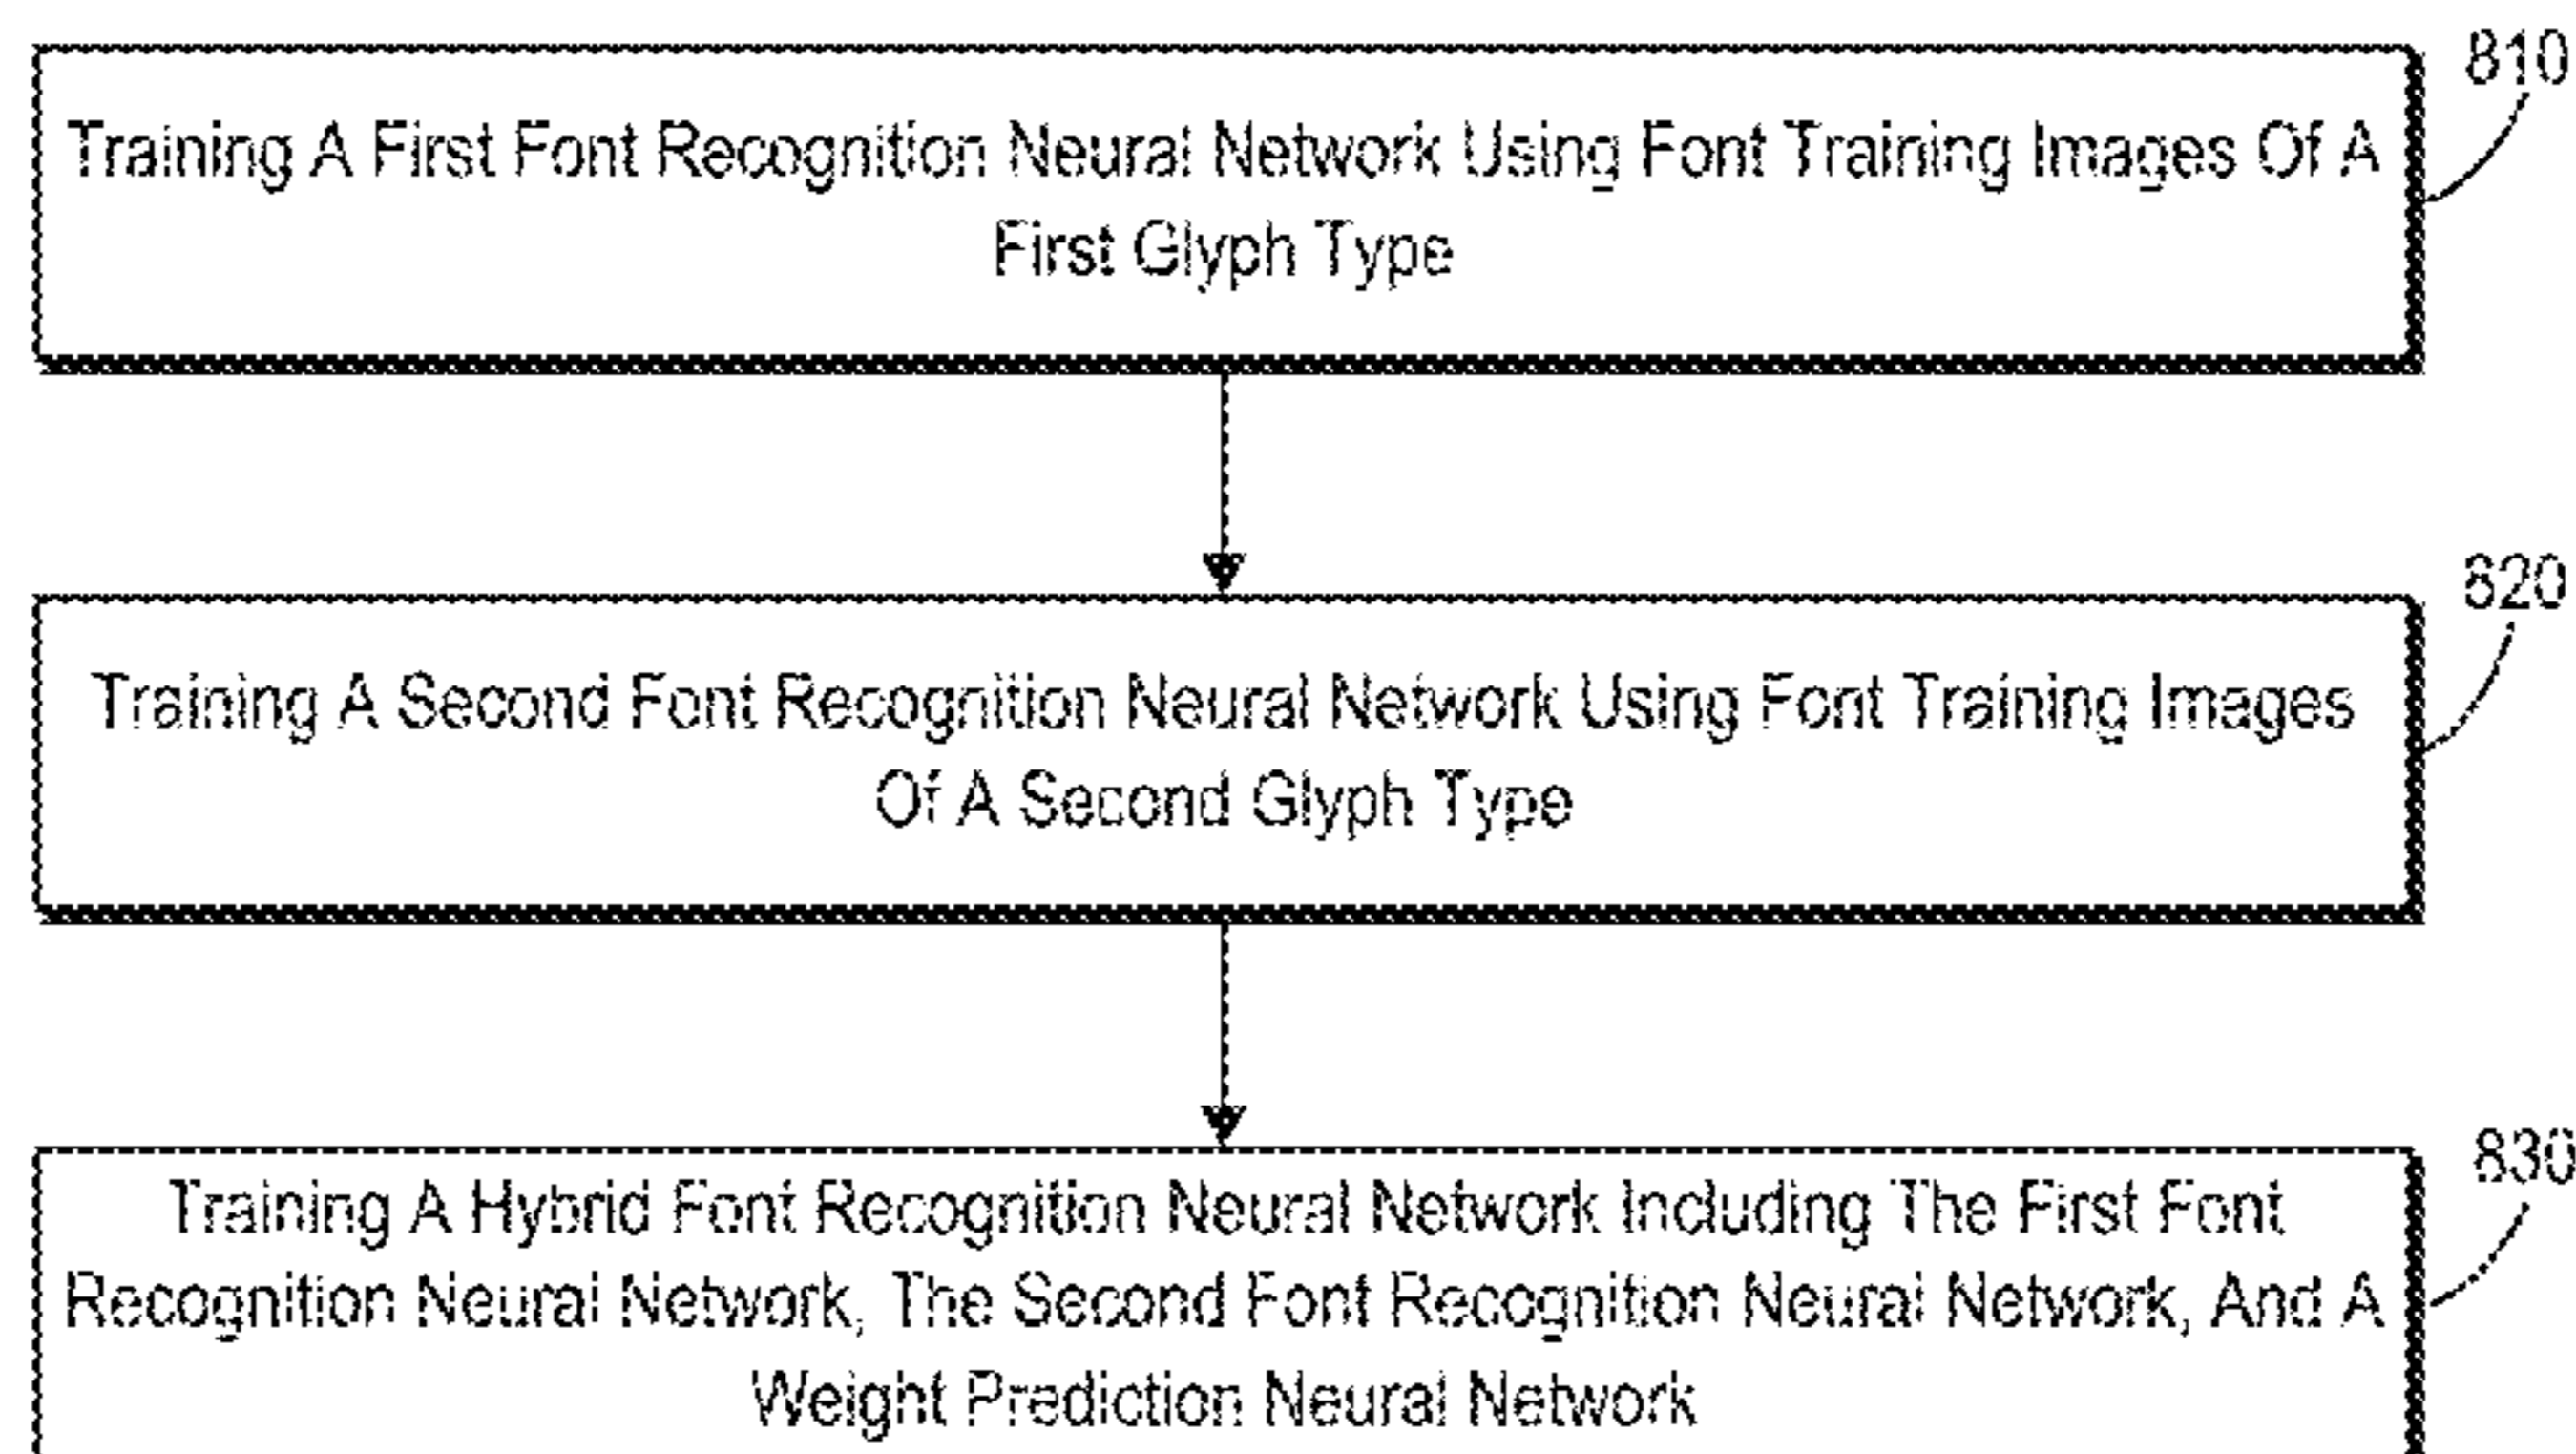 810
Training A First Font Recognition Neural Network Using Font Training Images Of A
First Glyph Type
820
Training A Second Font Recognition Neural Network Using Font Training Images
Of A Second Glyph Type
830
Training A Hybrid Font Recognition Neural Network Including The First Font
Recognition Neural Network, The Second Font Recognition Neural Network, And A
Weight Prediction Neural Network